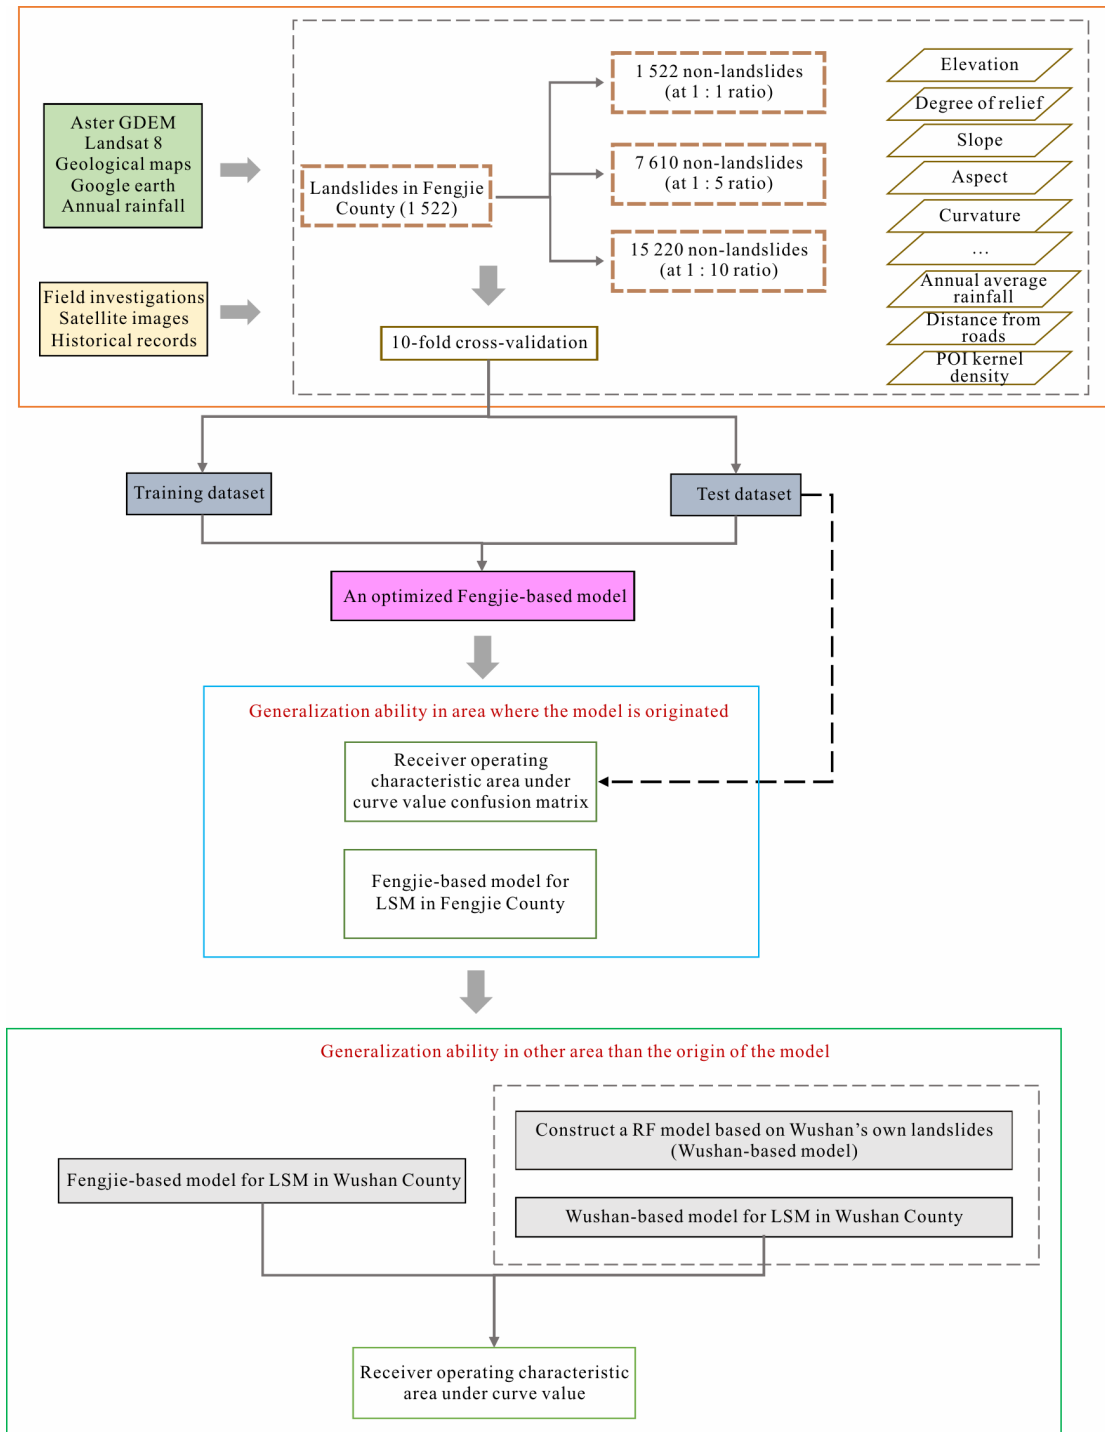 Aster GDEM
Landsat 8
Geological maps
Google earth
Annual rainfall
Field investigations
Satellite images
Historical records
Landslides in Fengjie
County (1 522)
1 522 non-landslides
(at 1 : 1 ratio)
7 610 non-landslides
(at 1 : 5 ratio)
15 220 non-landslides
(at 1 : 10 ratio)
10-fold cross-validation
Elevation
Degree of relief
Slope
Aspect
Curvature
...
Annual average
rainfall
Distance from
roads
POI kernel
density
Training dataset
Test dataset
An optimized Fengjie-based model
Generalization ability in area where the model is originated
Receiver operating
characteristic area under
curve value confusion matrix
Fengjie-based model for
LSM in Fengjie County
Generalization ability in other area than the origin of the model
Fengjie-based model for LSM in Wushan County
Construct a RF model based on Wushan's own landslides
(Wushan-based model)
Wushan-based model for LSM in Wushan County
Receiver operating characteristic
area under curve value